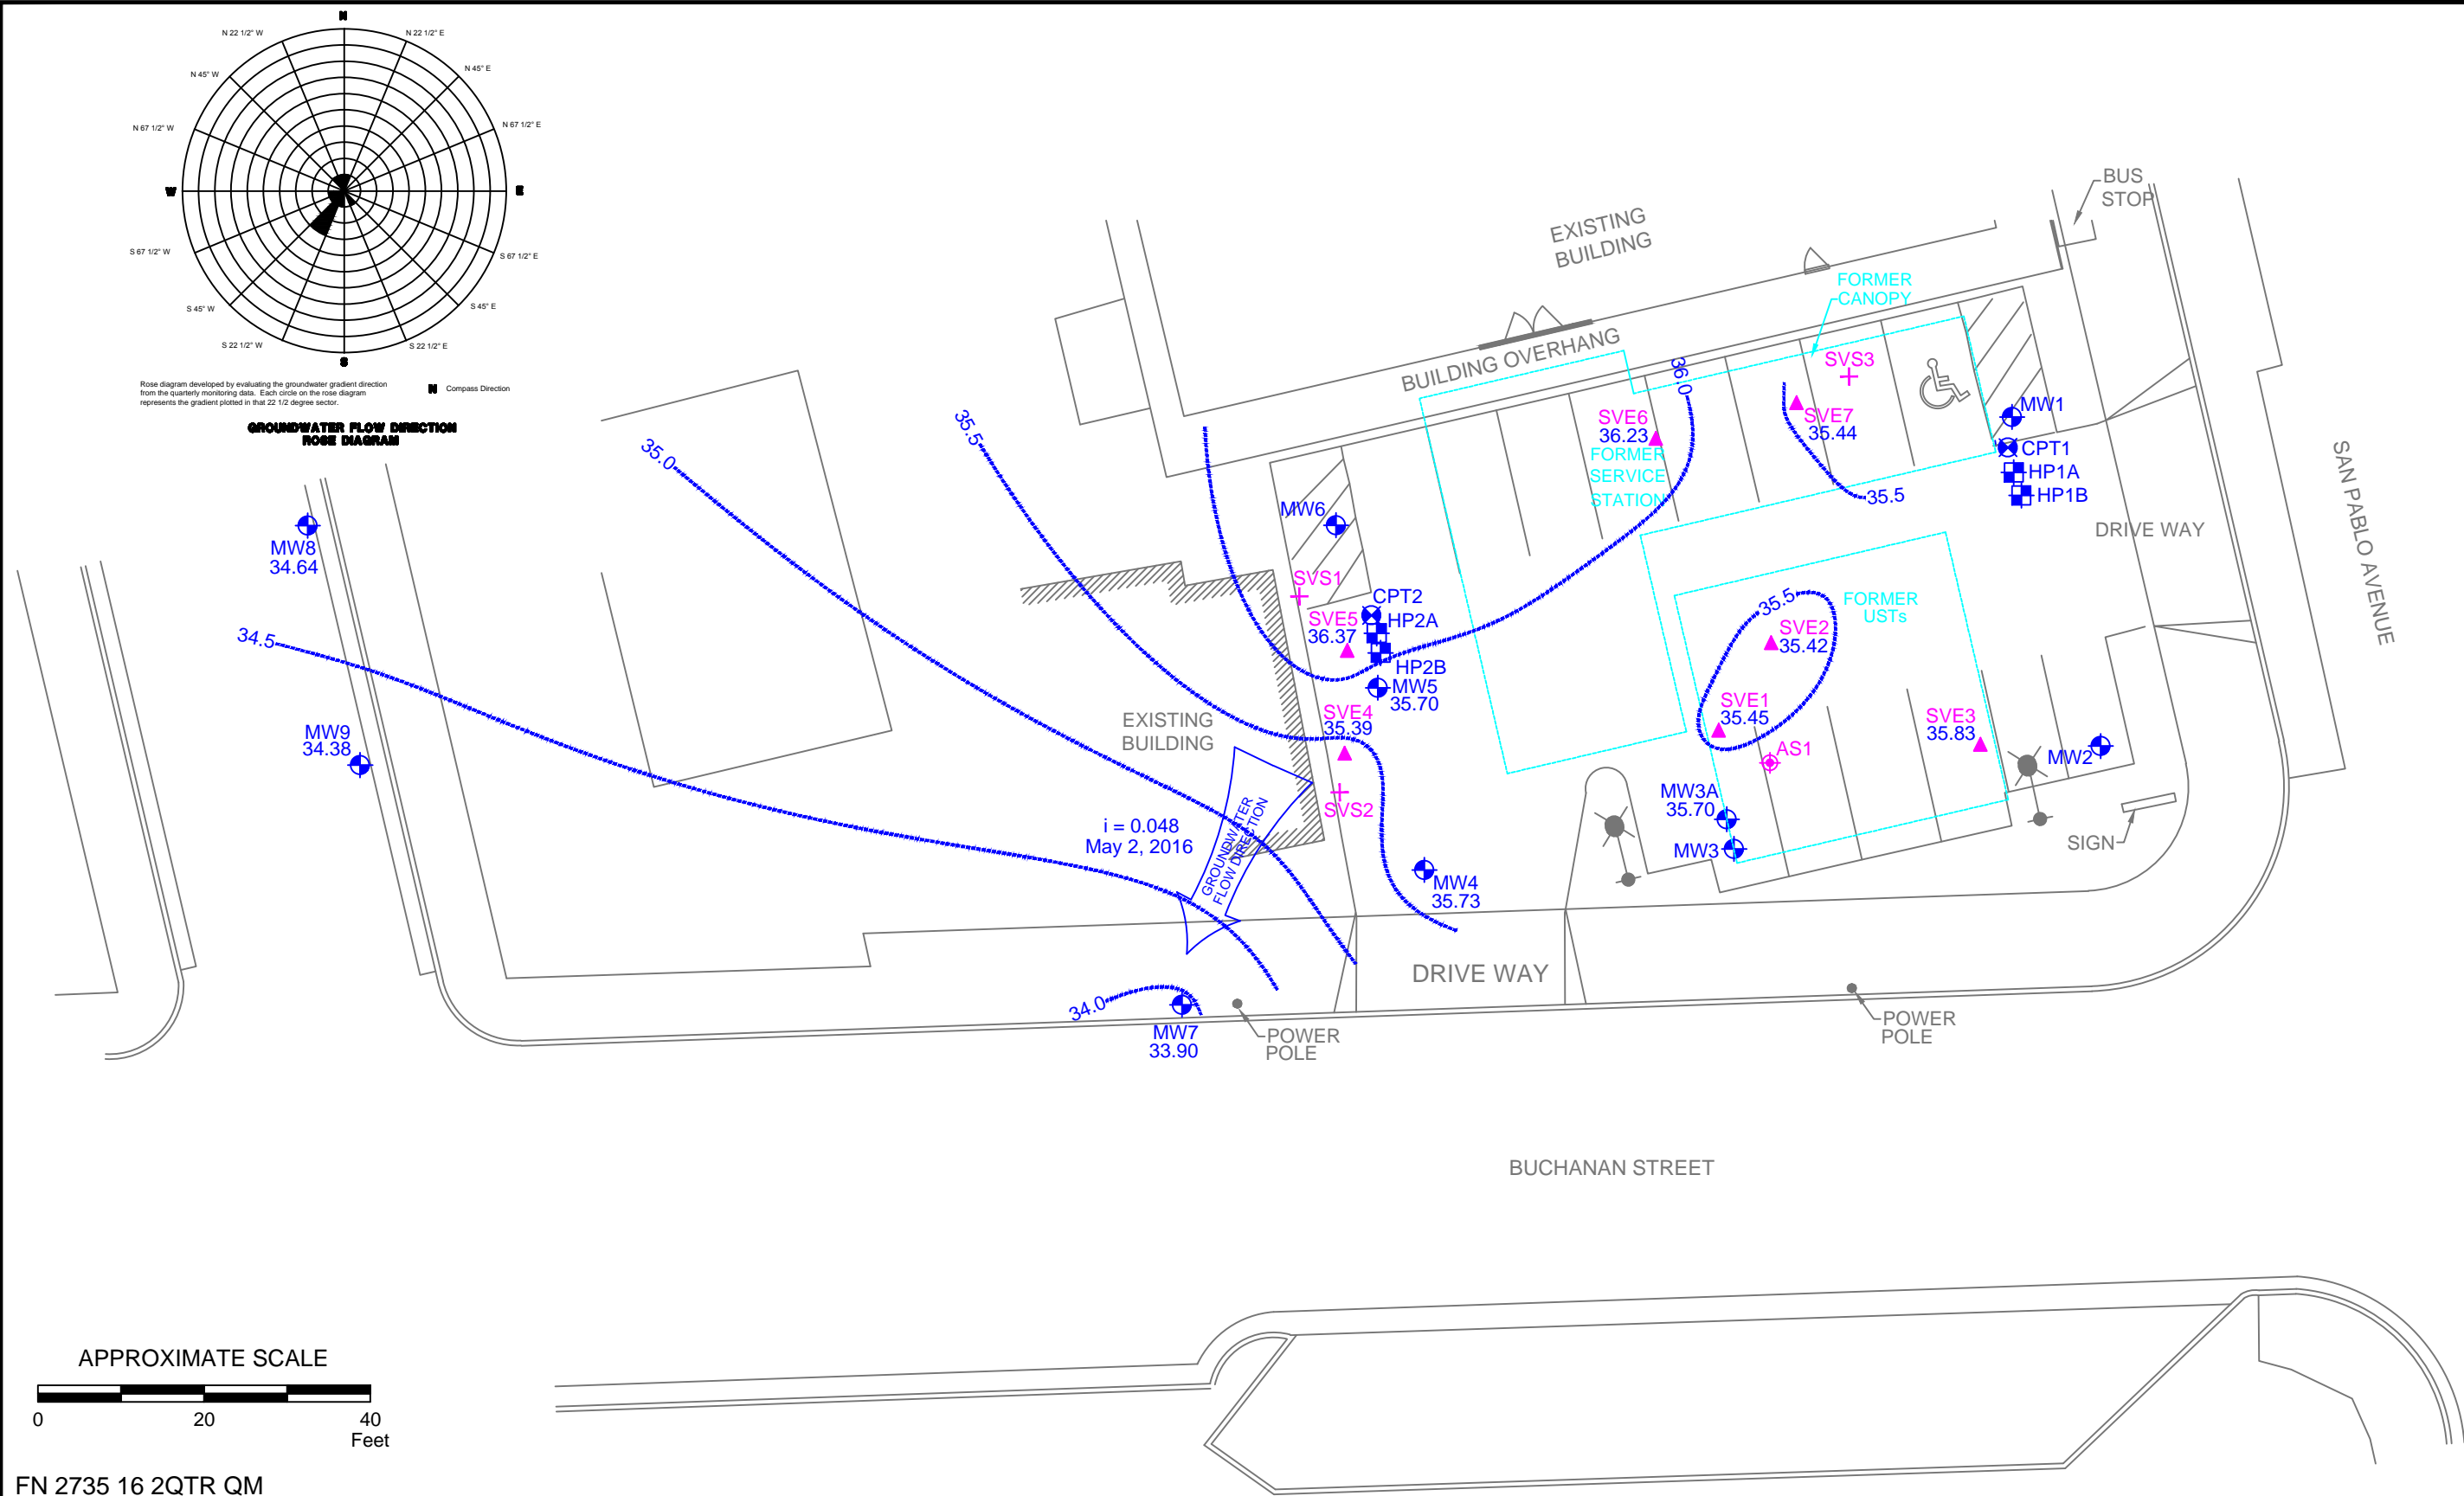 N
N 22 1/2° W
N 22 1/2° E
N 45° W
N 45° E
N 67 1/2° W
N 67 1/2° E
W
E
S 67 1/2° W
S 67 1/2° E
S 45° W
S 45° E
S 22 1/2° W
S 22 1/2° E
S
Rose diagram developed by evaluating the groundwater gradient direction
from the quarterly monitoring data. Each circle on the rose diagram
represents the gradient plotted in that 22 1/2 degree sector.
N
Compass Direction
GROUNDWATER FLOW DIRECTION
ROSE DIAGRAM
BUS
STOP
EXISTING
BUILDING
FORMER
CANOPY
BUILDING OVERHANG
SVS3
36.0
SVE6
36.23
FORMER
SERVICE
STATION
SVE7
35.44
35.5
MW1
CPT1
HP1A
HP1B
DRIVE WAY
SAN PABLO AVENUE
35.0
35.5
MW6
MW8
34.64
34.5
MW9
34.38
SVS1
CPT2
HP2A
SVE5
36.37
HP2B
MW5
35.70
SVE4
35.39
SVS2
EXISTING
BUILDING
35.5
FORMER
USTs
SVE2
35.42
SVE1
35.45
SVE3
35.83
AS1
MW2
MW3A
35.70
MW3
SIGN
i = 0.048
May 2, 2016
GROUNDWATER
FLOW DIRECTION
MW4
35.73
DRIVE WAY
34.0
MW7
33.90
POWER
POLE
POWER
POLE
BUCHANAN STREET
APPROXIMATE SCALE
0
20
40
Feet
FN 2735 16 2QTR QM